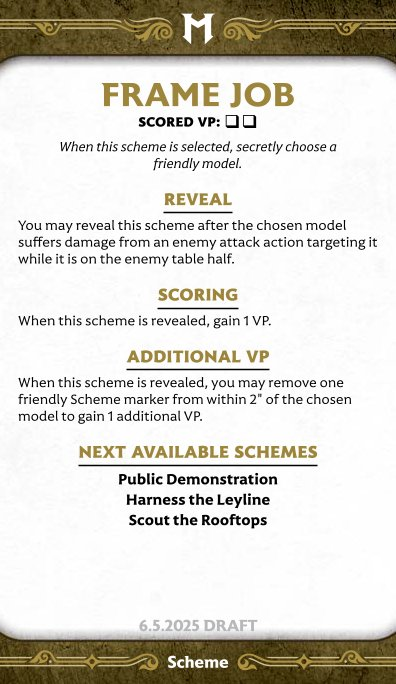 M
FRAME JOB
SCORED VP: ❏ ❏
When this scheme is selected, secretly choose a
friendly model.
REVEAL
You may reveal this scheme after the chosen model
suffers damage from an enemy attack action targeting it
while it is on the enemy table half.
SCORING
When this scheme is revealed, gain 1 VP.
ADDITIONAL VP
When this scheme is revealed, you may remove one
friendly Scheme marker from within 2" of the chosen
model to gain 1 additional VP.
NEXT AVAILABLE SCHEMES
Public Demonstration
Harness the Leyline
Scout the Rooftops
6.5.2025 DRAFT
Scheme